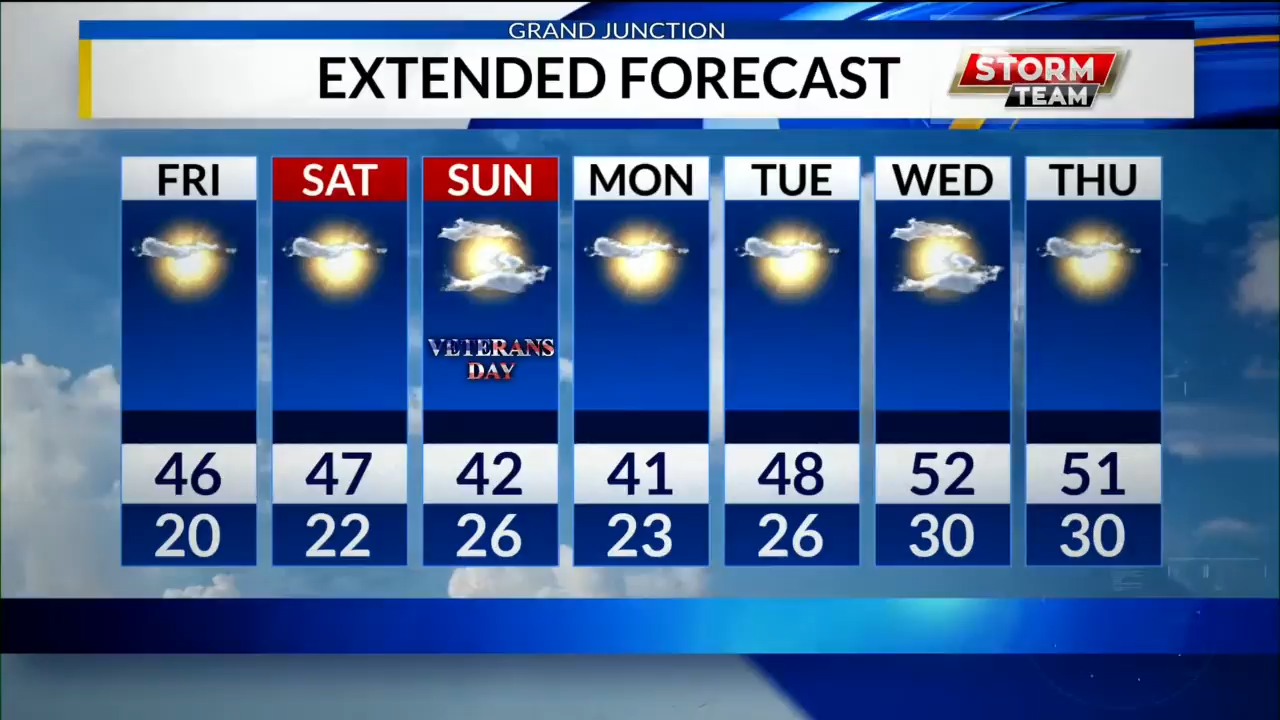 GRAND JUNCTION
EXTENDED FORECAST
STORM
TEAM
FRI SAT SUN MON TUE WED THU
VETERANS
DAY
46 47 42 41 48 52 51
20 22 26 23 26 30 30